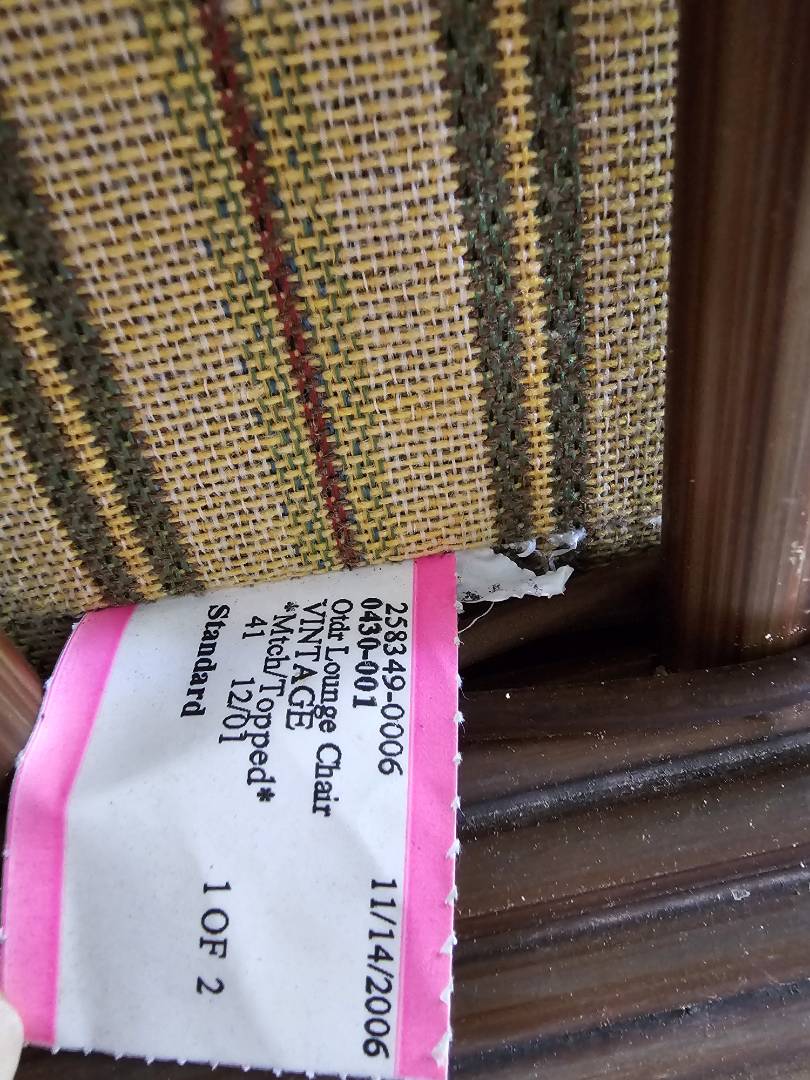 258349-0006 11/14/2006
0430-001
Otdr Lounge Chair
VINTAGE
*Mtch/Topped*
41 12/01
Standard 1 OF 2